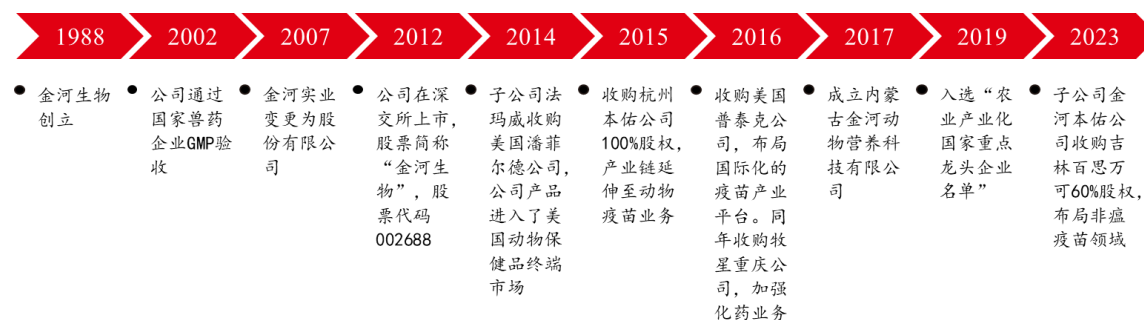 1988
2002
2007
2012
2014
2015
2016
2017
2019
2023
金河生物
创立
公司通过
国家兽药
企业GMP验
收
金河实业
变更为股
份有限公
司
公司在深
交所上市，
股票简称
“金河生
物”，股
票代码
002688
子公司法
玛威收购
美国潘菲
尔德公司，
公司产品
进入了美
国动物保
健品终端
市场
收购杭州
本佑公司
100%股权，
产业链延
伸至动物
疫苗业务
收购美国
普泰克公
司，布局
国际化的
疫苗产业
平台。同
年收购牧
星重庆公
司，加强
化药业务
成立内蒙
古金河动
物营养科
技有限公
司
入选“农
业产业化
国家重点
龙头企业
名单”
子公司金
河本佑公
司收购吉
林百思万
可60%股权，
布局非瘟
疫苗领域